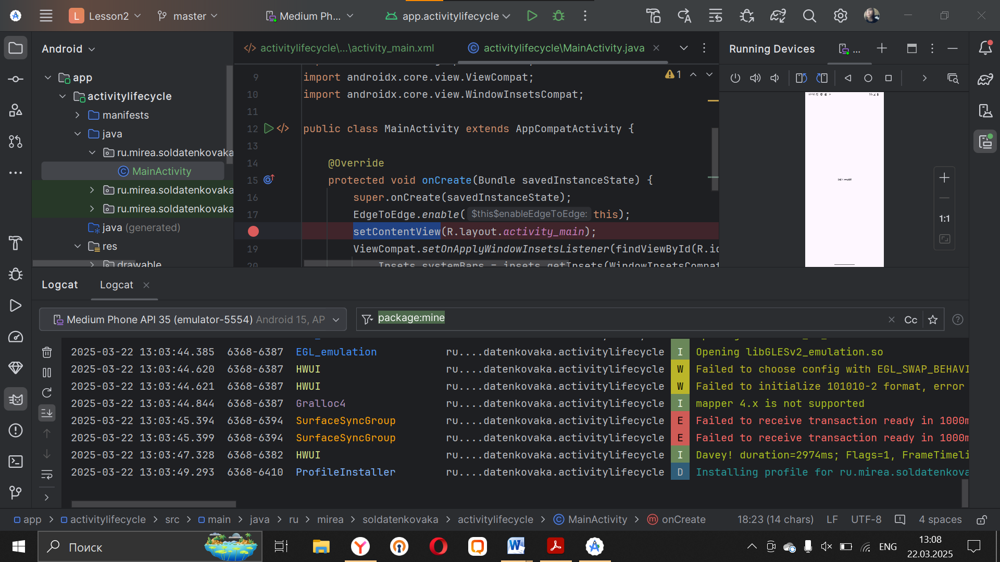 L Lesson2 master Medium Ph... app.activitylifecycle
Android
activitylifecycle\...\activity_main.xml
activitylifecycle\MainActivity.java
Running Devices
...
app
activitylifecycle
manifests
java
ru.mirea.soldatenkovaka
MainActivity
ru.mirea.soldatenkovaka
ru.mirea.soldatenkovaka
java (generated)
res
drawable
1
9 import androidx.core.view.ViewCompat;
10 import androidx.core.view.WindowInsetsCompat;
11
12 public class MainActivity extends AppCompatActivity {
13
14 @Override
15 protected void onCreate(Bundle savedInstanceState) {
16 super.onCreate(savedInstanceState);
17 EdgeToEdge.enable( $this$enableEdgeToEdge: this);
setContentView(R.layout.activity_main);
19 ViewCompat.setOnApplyWindowInsetsListener(findViewById(R.id
20 Insets systemBars = insets.getInsets(WindowInsetsCompat
Hello World!
1:1
Logcat Logcat
Medium Phone API 35 (emulator-5554) Android 15, AP
package:mine
Cc
2025-03-22 13:03:44.385 6368-6387 EGL_emulation ru....datenkovaka.activitylifecycle I Opening libGLESv2_emulation.so
2025-03-22 13:03:44.620 6368-6387 HWUI ru....datenkovaka.activitylifecycle W Failed to choose config with EGL_SWAP_BEHAVI
2025-03-22 13:03:44.621 6368-6387 HWUI ru....datenkovaka.activitylifecycle W Failed to initialize 101010-2 format, error
2025-03-22 13:03:44.844 6368-6387 Gralloc4 ru....datenkovaka.activitylifecycle I mapper 4.x is not supported
2025-03-22 13:03:45.394 6368-6394 SurfaceSyncGroup ru....datenkovaka.activitylifecycle E Failed to receive transaction ready in 1000m
2025-03-22 13:03:45.399 6368-6394 SurfaceSyncGroup ru....datenkovaka.activitylifecycle E Failed to receive transaction ready in 1000m
2025-03-22 13:03:47.328 6368-6382 HWUI ru....datenkovaka.activitylifecycle I Davey! duration=2974ms; Flags=1, FrameTimeli
2025-03-22 13:03:49.293 6368-6410 ProfileInstaller ru....datenkovaka.activitylifecycle D Installing profile for ru.mirea.soldatenkova
app > activitylifecycle > src > main > java > ru > mirea > soldatenkovaka > activitylifecycle > MainActivity > onCreate
18:23 (14 chars) LF UTF-8 4 spaces
Поиск
ENG
13:08
22.03.2025